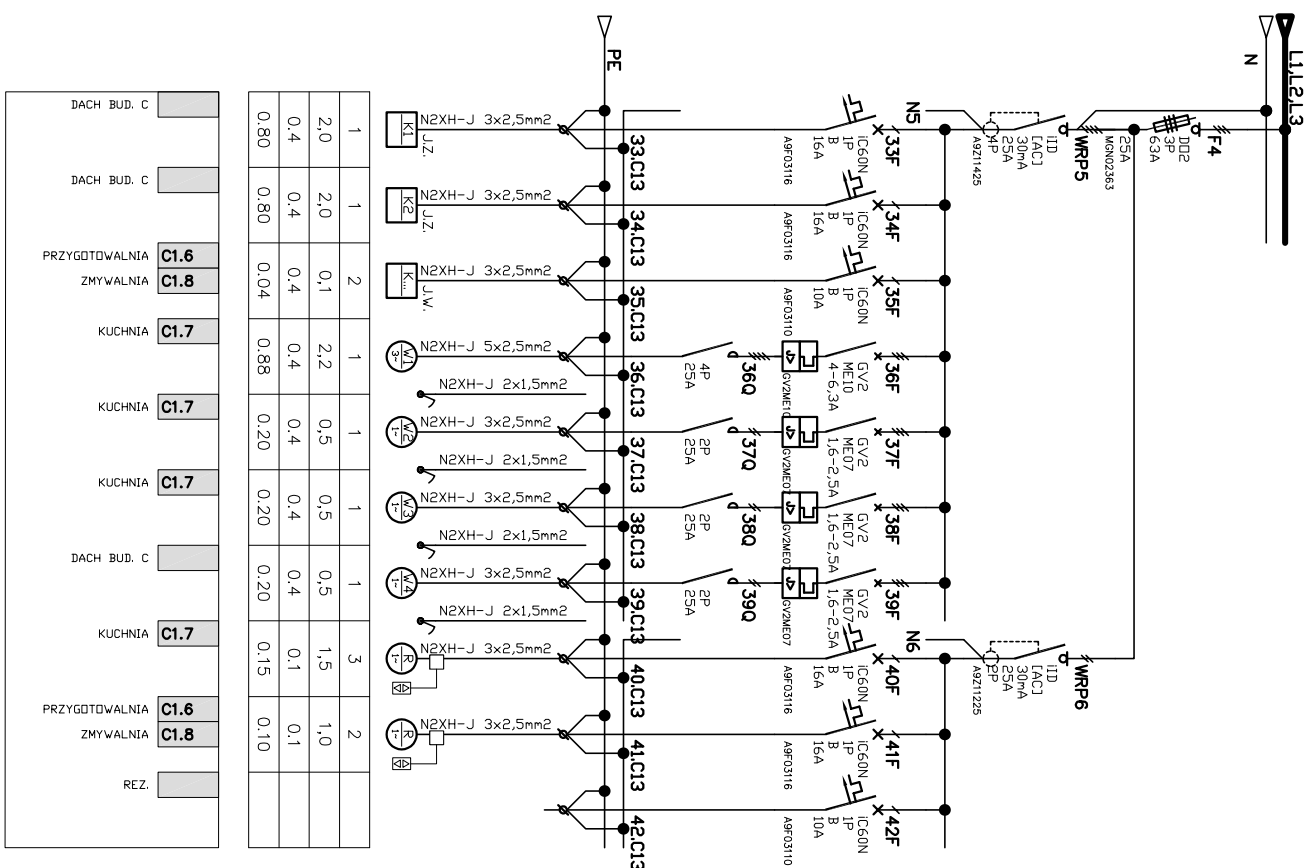 L1,L2,L3
N
PE
F4
D02
3P
63A
25A
MGN02363
WRP5
iID
[AC]
30mA
25A
4P
A9Z11425
N5
WRP6
iID
[AC]
30mA
25A
2P
A9Z11225
N6
33F
iC60N
1P
B
16A
A9F03116
34F
iC60N
1P
B
16A
A9F03116
35F
iC60N
1P
B
10A
A9F03110
36F
GV2
ME10
4-6,3A
GV2ME10
36Q
4P
25A
37F
GV2
ME07
1,6-2,5A
GV2ME07
37Q
2P
25A
38F
GV2
ME07
1,6-2,5A
GV2ME07
38Q
2P
25A
39F
GV2
ME07
1,6-2,5A
GV2ME07
39Q
2P
25A
40F
iC60N
1P
B
16A
A9F03116
41F
iC60N
1P
B
16A
A9F03116
42F
iC60N
1P
B
10A
A9F03110
33.C13
34.C13
35.C13
36.C13
37.C13
38.C13
39.C13
40.C13
41.C13
42.C13
N2XH-J 3x2,5mm2
K1
J.Z.
N2XH-J 3x2,5mm2
K2
J.Z.
N2XH-J 3x2,5mm2
K...
J.W.
N2XH-J 5x2,5mm2
W1
3~
N2XH-J 2x1,5mm2
N2XH-J 3x2,5mm2
W2
1~
N2XH-J 2x1,5mm2
N2XH-J 3x2,5mm2
W3
1~
N2XH-J 2x1,5mm2
N2XH-J 3x2,5mm2
W4
1~
N2XH-J 2x1,5mm2
N2XH-J 3x2,5mm2
R
1~
N2XH-J 3x2,5mm2
R
1~
1 1 2 1 1 1 1 3 2
2,0 2,0 0,1 2,2 0,5 0,5 0,5 1,5 1,0
0.4 0.4 0.4 0.4 0.4 0.4 0.4 0.1 0.1
0.80 0.80 0.04 0.88 0.20 0.20 0.20 0.15 0.10
DACH BUD. C
DACH BUD. C
PRZYGOTOWALNIA C1.6
ZMYWALNIA C1.8
KUCHNIA C1.7
KUCHNIA C1.7
KUCHNIA C1.7
DACH BUD. C
KUCHNIA C1.7
PRZYGOTOWALNIA C1.6
ZMYWALNIA C1.8
REZ.